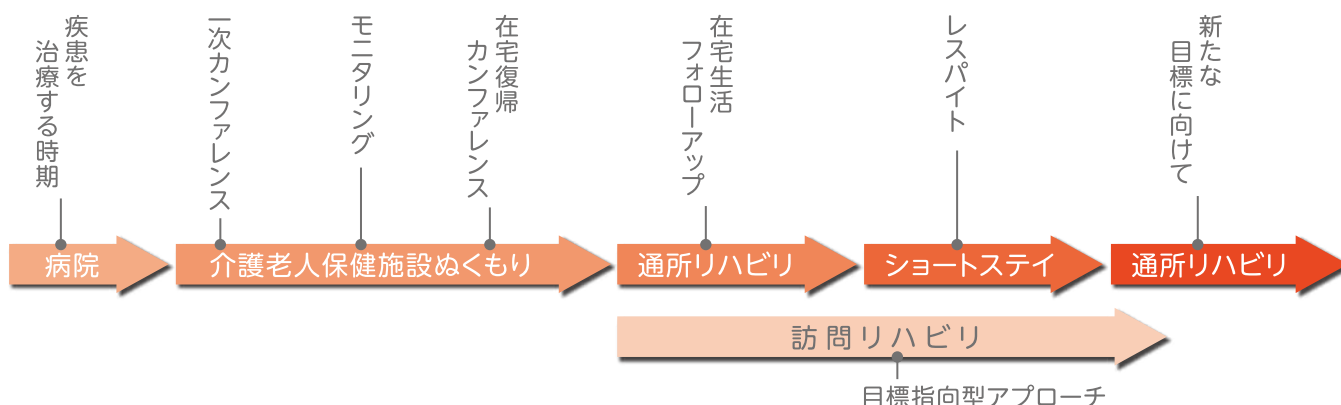 疾患を
治療する時期
一次カンファレンス
モニタリング
在宅復帰
カンファレンス
在宅生活
フォローアップ
レスパイト
新たな
目標に向けて
病院
介護老人保健施設ぬくもり
通所リハビリ
ショートステイ
通所リハビリ
訪問リハビリ
目標指向型アプローチ